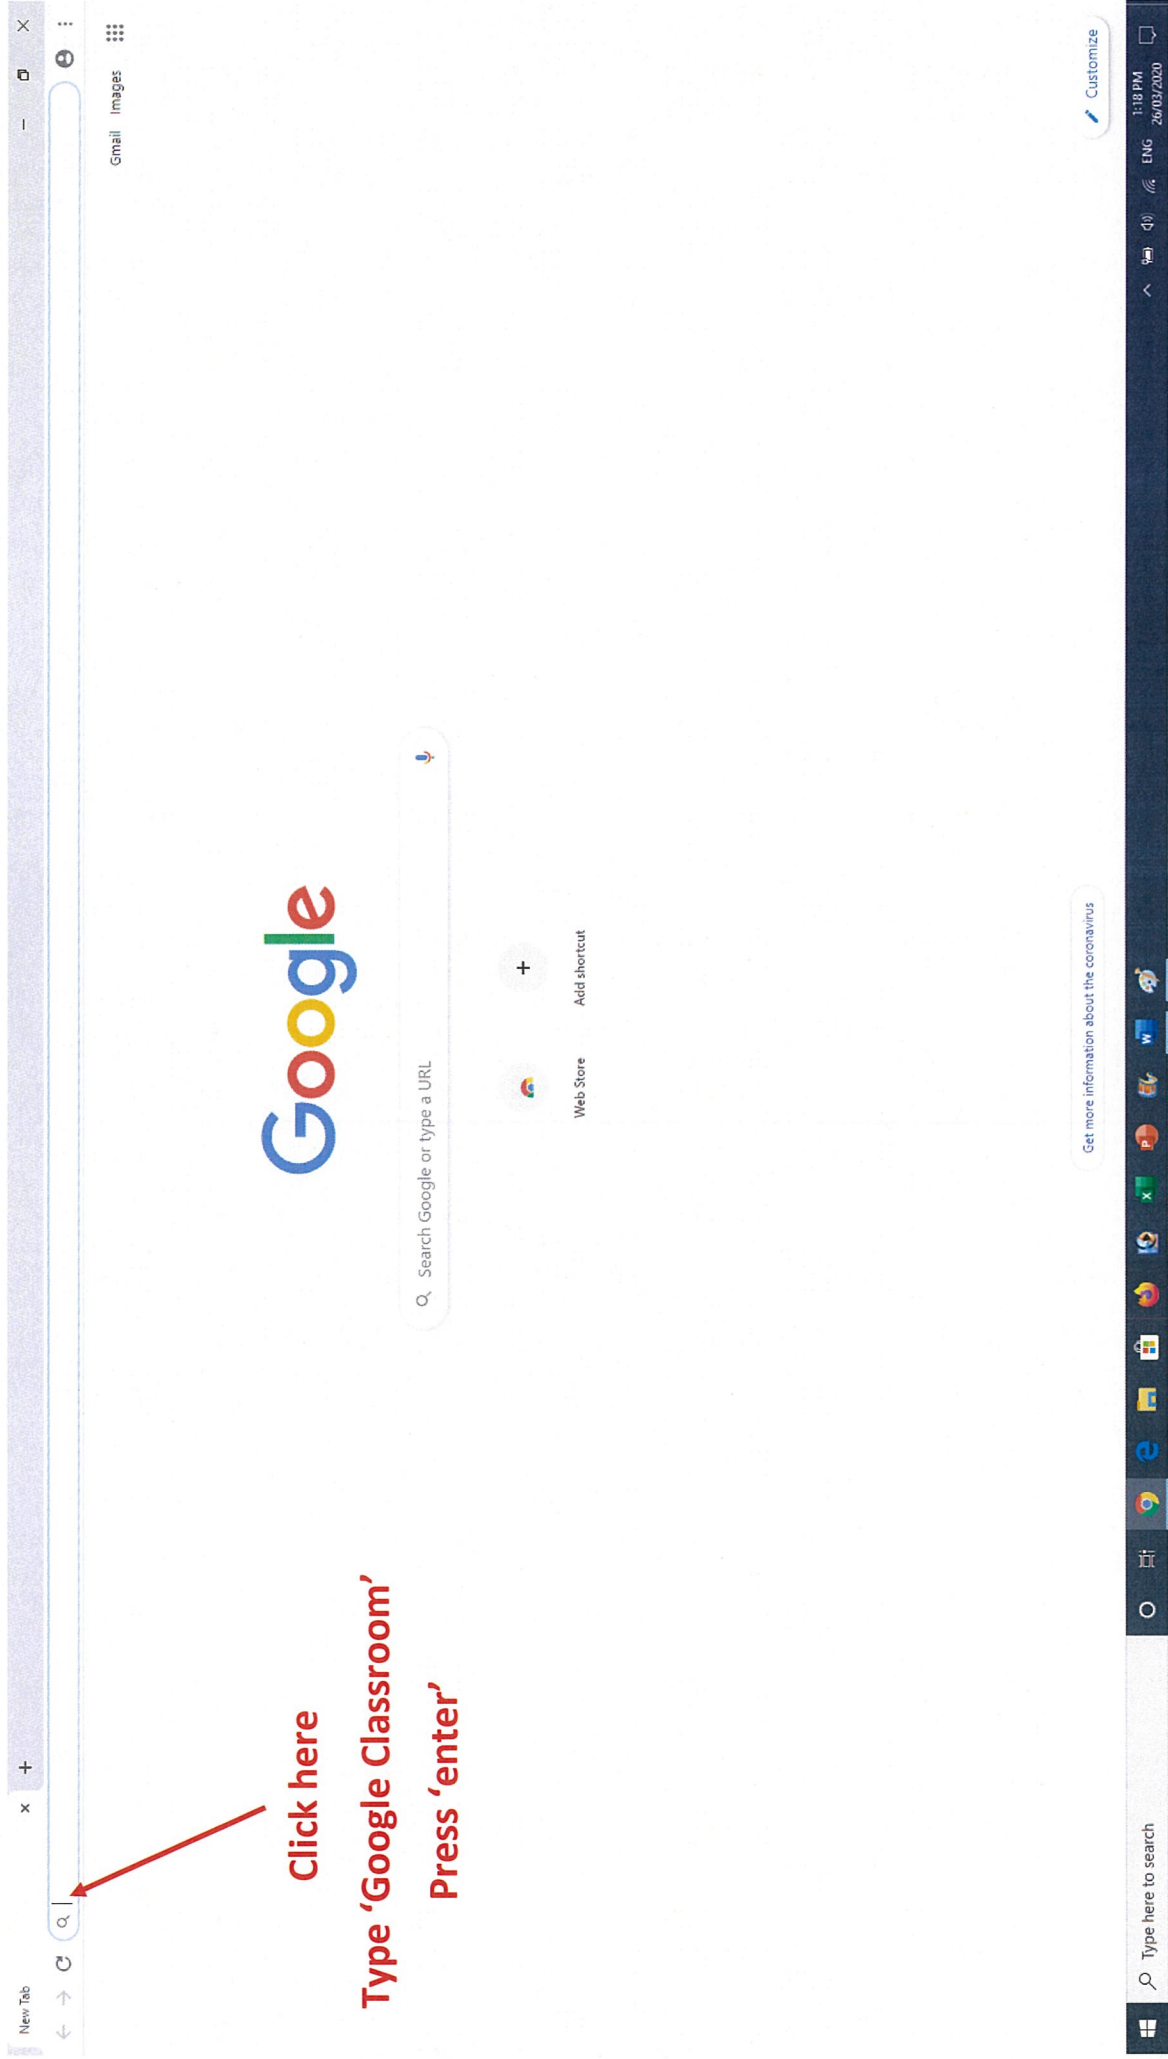 New Tab
Gmail Images
Google
Search Google or type a URL
Web Store
Add shortcut
Click here
Type ‘Google Classroom’
Press ‘enter’
Get more information about the coronavirus
Customize
Type here to search
ENG
1:18 PM
26/03/2020